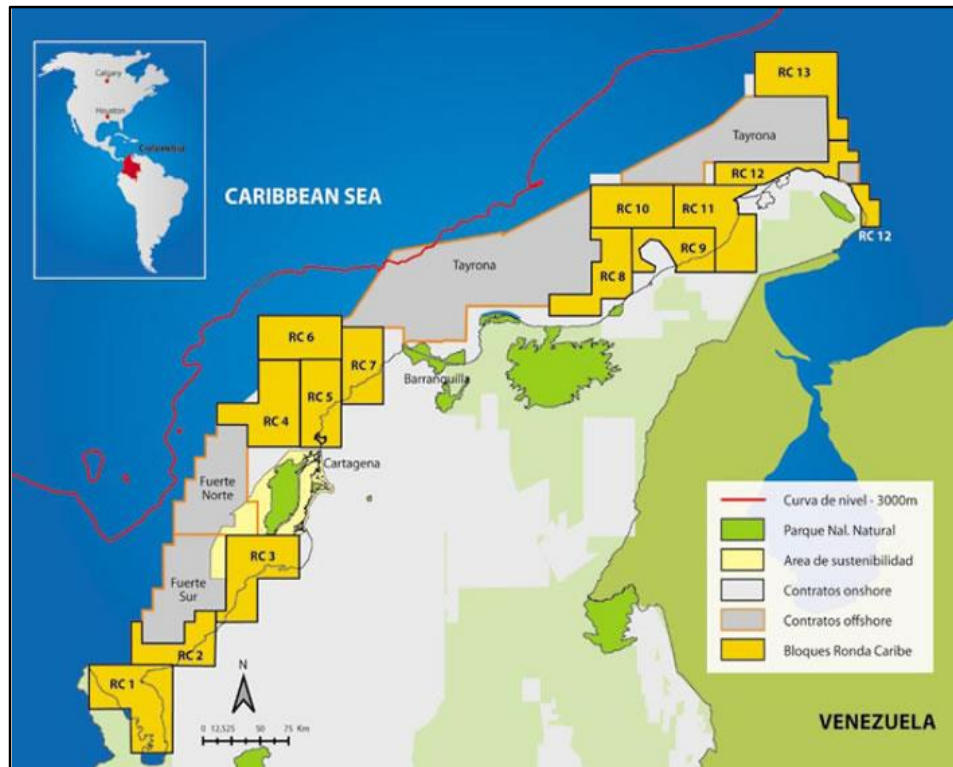 Calgary
Houston
Colombia
CARIBBEAN SEA
RC 13
Tayrona
RC 12
RC 10
RC 11
RC 12
RC 9
RC 8
Tayrona
RC 6
RC 7
Barranquilla
RC 5
RC 4
Cartagena
Fuerte
Norte
RC 3
Fuerte
Sur
RC 2
RC 1
N
0 12,525 50 75 Km
Curva de nivel - 3000m
Parque Nal. Natural
Area de sustenibilidad
Contratos onshore
Contratos offshore
Bloques Ronda Caribe
VENEZUELA